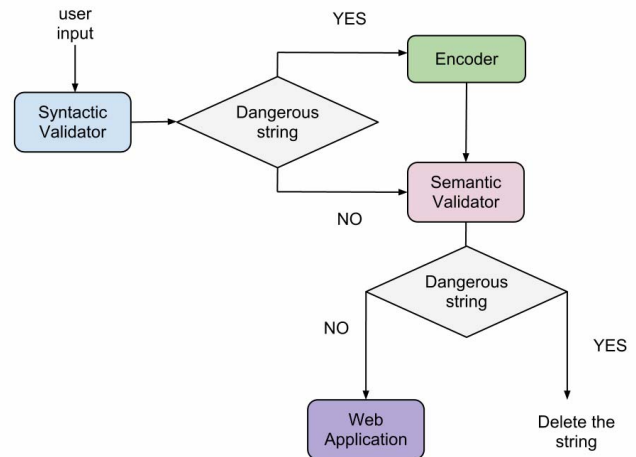 user
input
YES
Encoder
Syntactic
Validator
Dangerous
string
Semantic
Validator
NO
Dangerous
string
NO
YES
Web
Application
Delete the
string